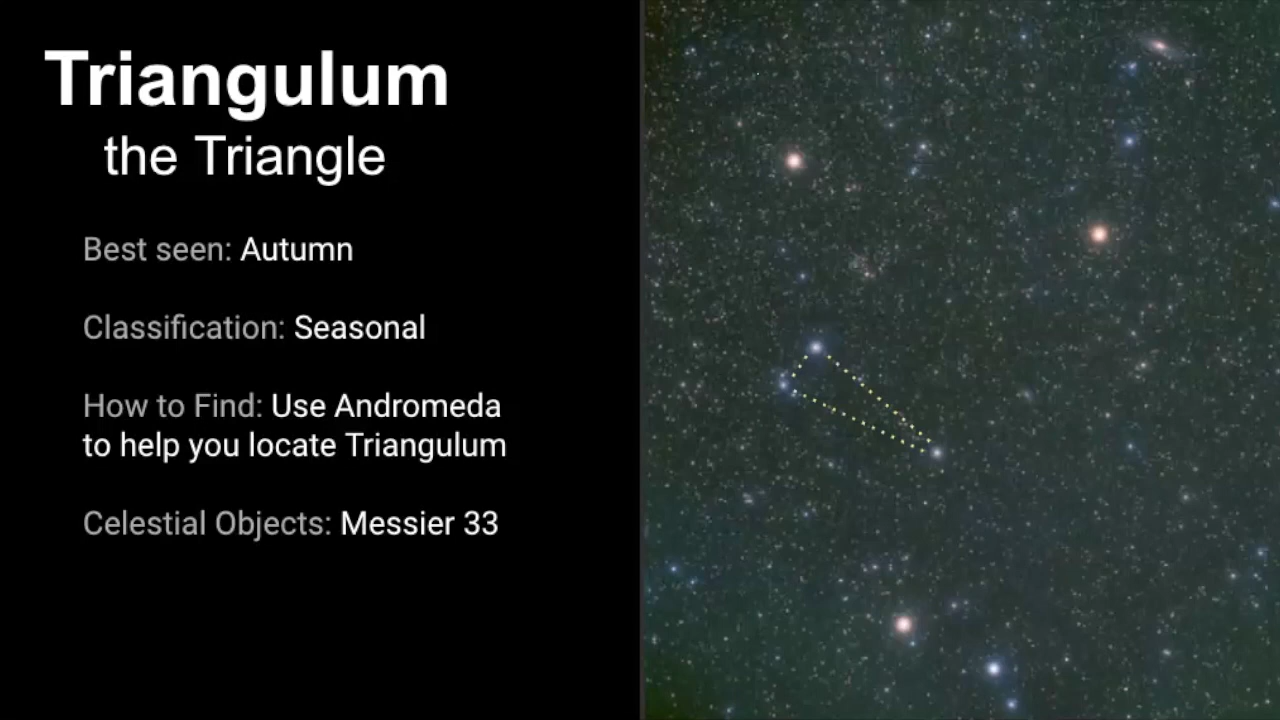 Triangulum
the Triangle
Best seen: Autumn
Classification: Seasonal
How to Find: Use Andromeda
to help you locate Triangulum
Celestial Objects: Messier 33